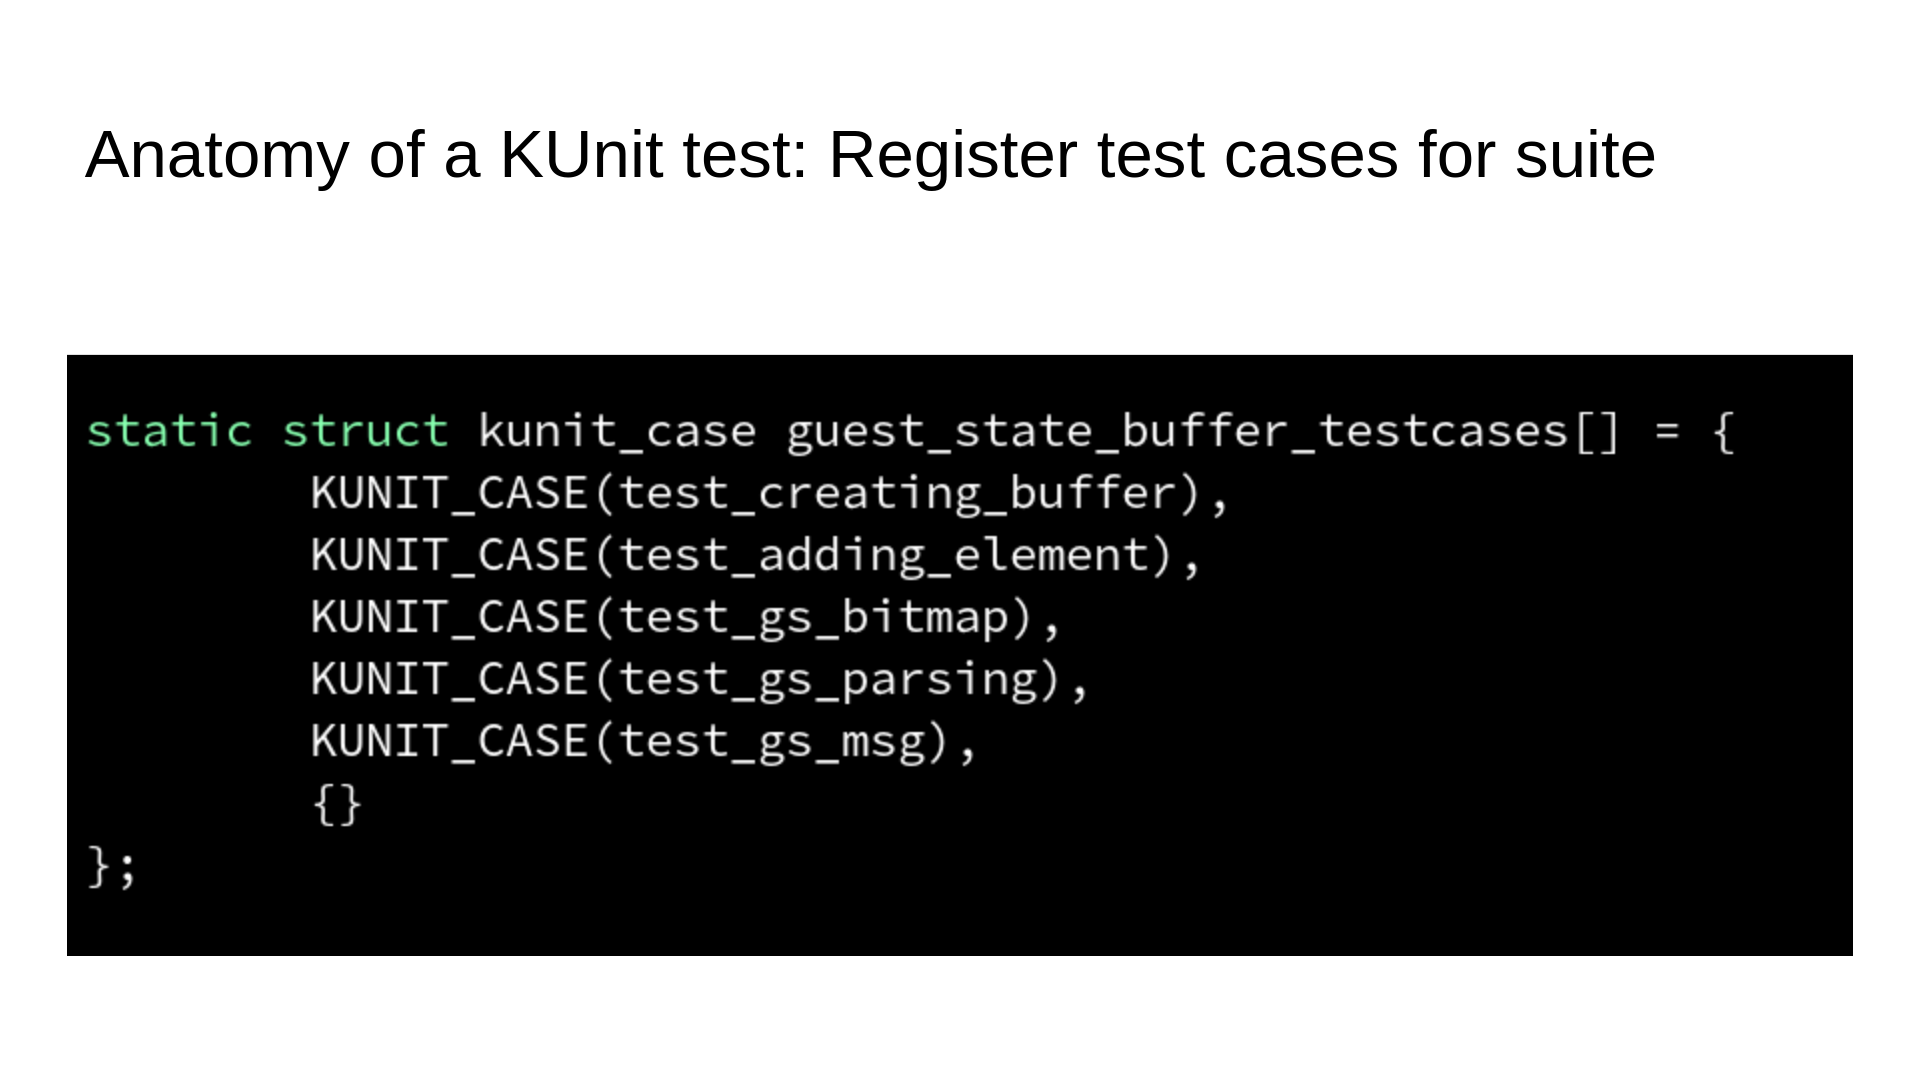 Anatomy of a KUnit test: Register test cases for suite
static struct kunit_case guest_state_buffer_testcases[] = {
        KUNIT_CASE(test_creating_buffer),
        KUNIT_CASE(test_adding_element),
        KUNIT_CASE(test_gs_bitmap),
        KUNIT_CASE(test_gs_parsing),
        KUNIT_CASE(test_gs_msg),
        {}
};